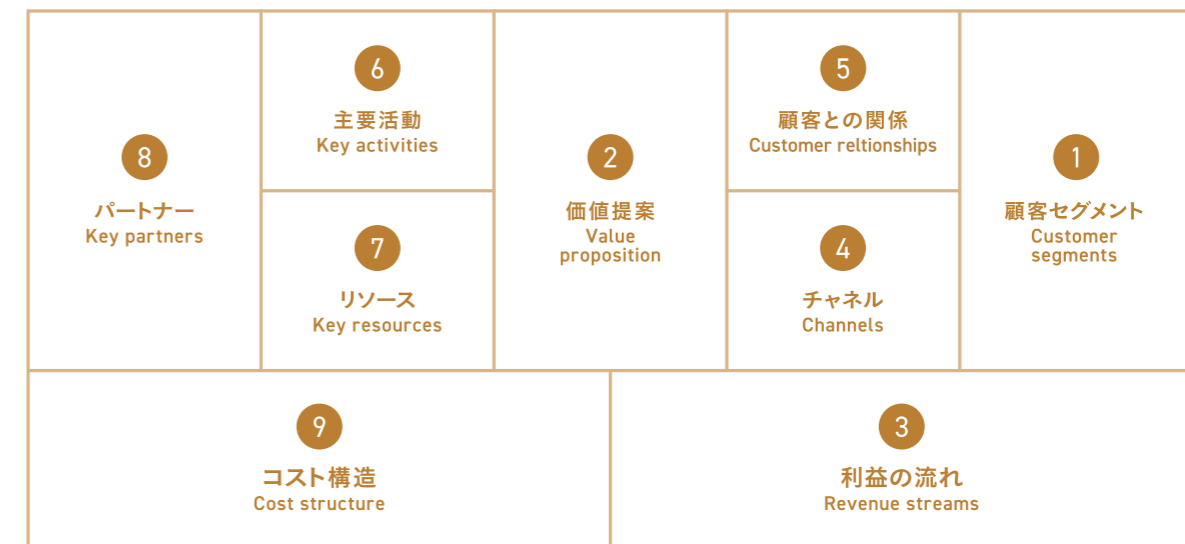 8
パートナー
Key partners
6
主要活動
Key activities
7
リソース
Key resources
2
価値提案
Value
proposition
5
顧客との関係
Customer reltionships
4
チャネル
Channels
1
顧客セグメント
Customer
segments
9
コスト構造
Cost structure
3
利益の流れ
Revenue streams